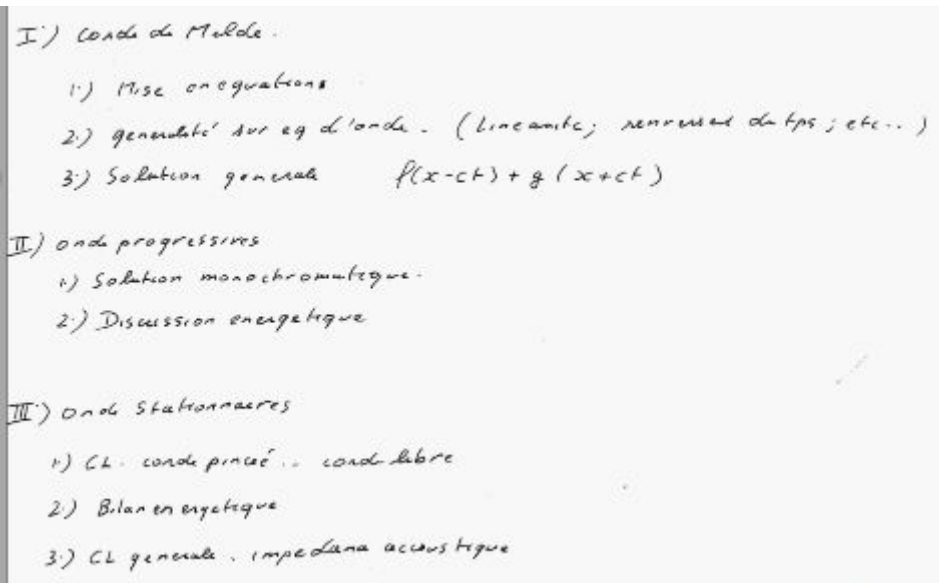 I.) Corde de Melde.
1.) Mise en equations
2.) generalité sur eq d'onde. (Linearite; renversest du tps; etc..)
3.) Solution generale f(x-ct) + g(x+ct)
II.) onde progressives
1.) Solution monochromatique.
2.) Discussion energetique
III.) onde Stationnaires
1.) CL. corde pincé.. corde libre
2.) Bilan energetique
3.) CL generale. impedance accoustique